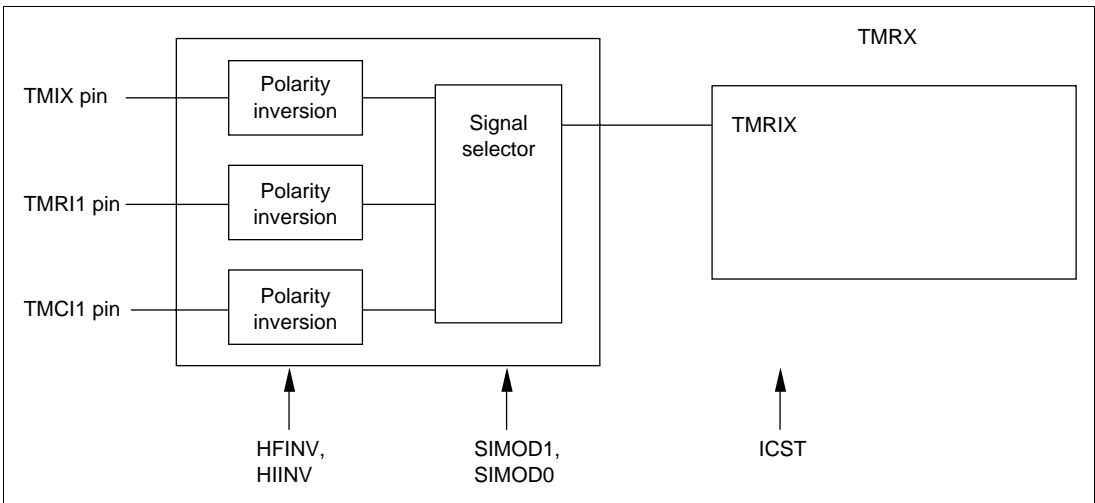 TMRX
TMIX pin
Polarity
inversion
Signal
selector
TMRIX
TMRI1 pin
Polarity
inversion
TMCI1 pin
Polarity
inversion
HFINV,
HIINV
SIMOD1,
SIMOD0
ICST